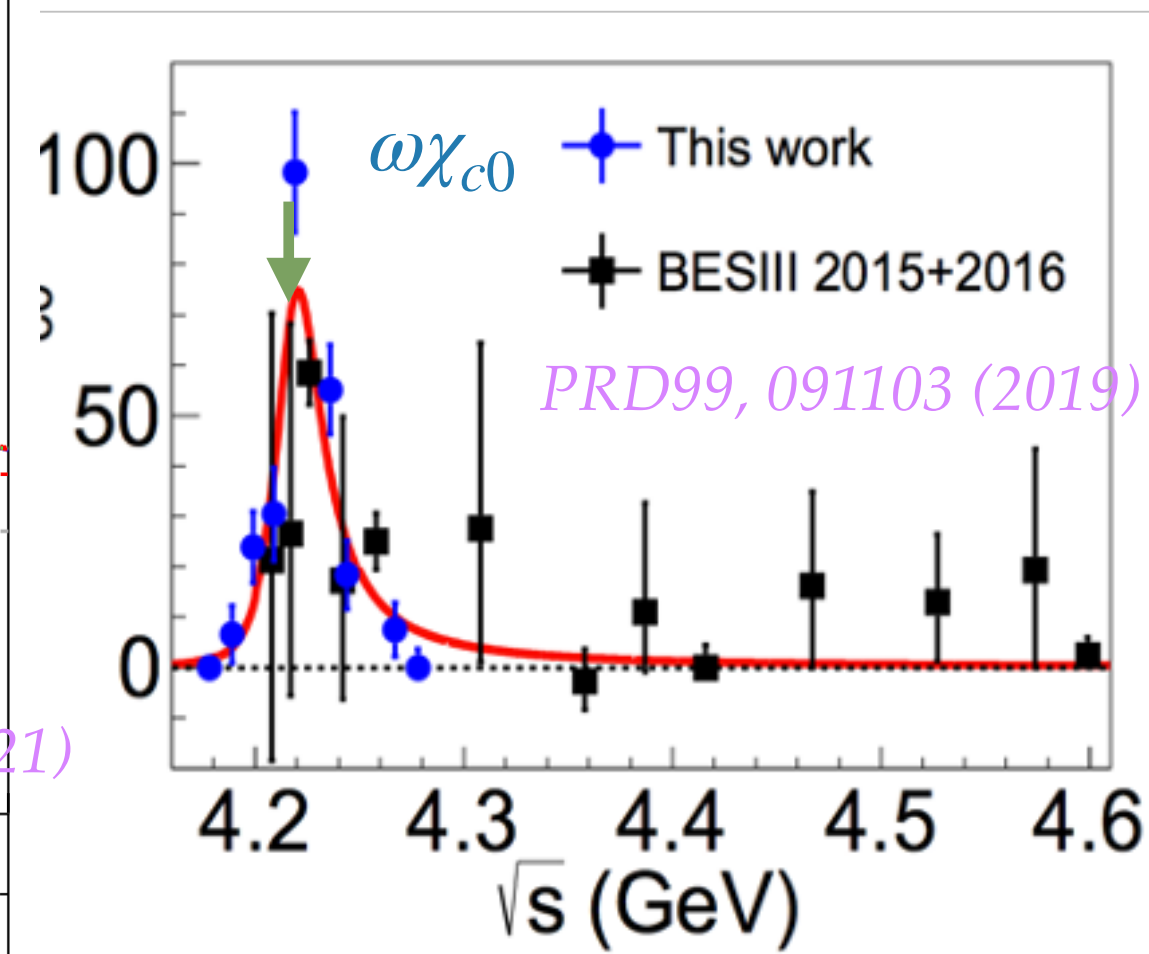 100
ωχc0
This work
BESIII 2015+2016
PRD99, 091103 (2019)
50
0
21)
4.2 4.3 4.4 4.5 4.6
√s (GeV)